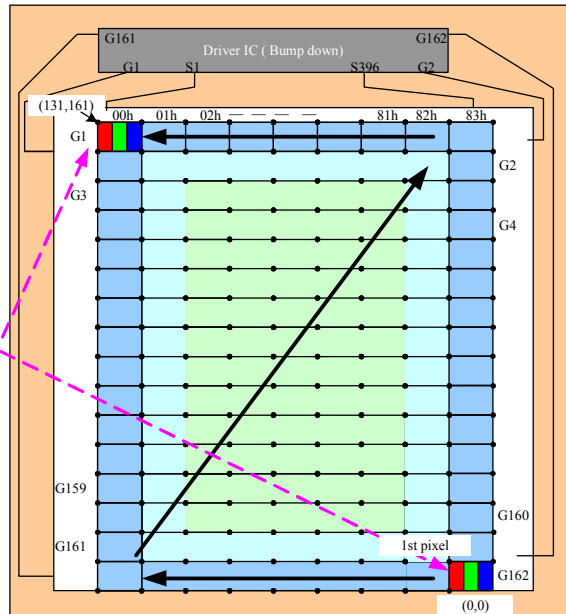 G161
Driver IC ( Bump down)
G162
G1
S1
S396
G2
(131,161)
00h 01h 02h 81h 82h 83h
G1
G2
G3
G4
G159
G160
G161
1st pixel
G162
(0,0)